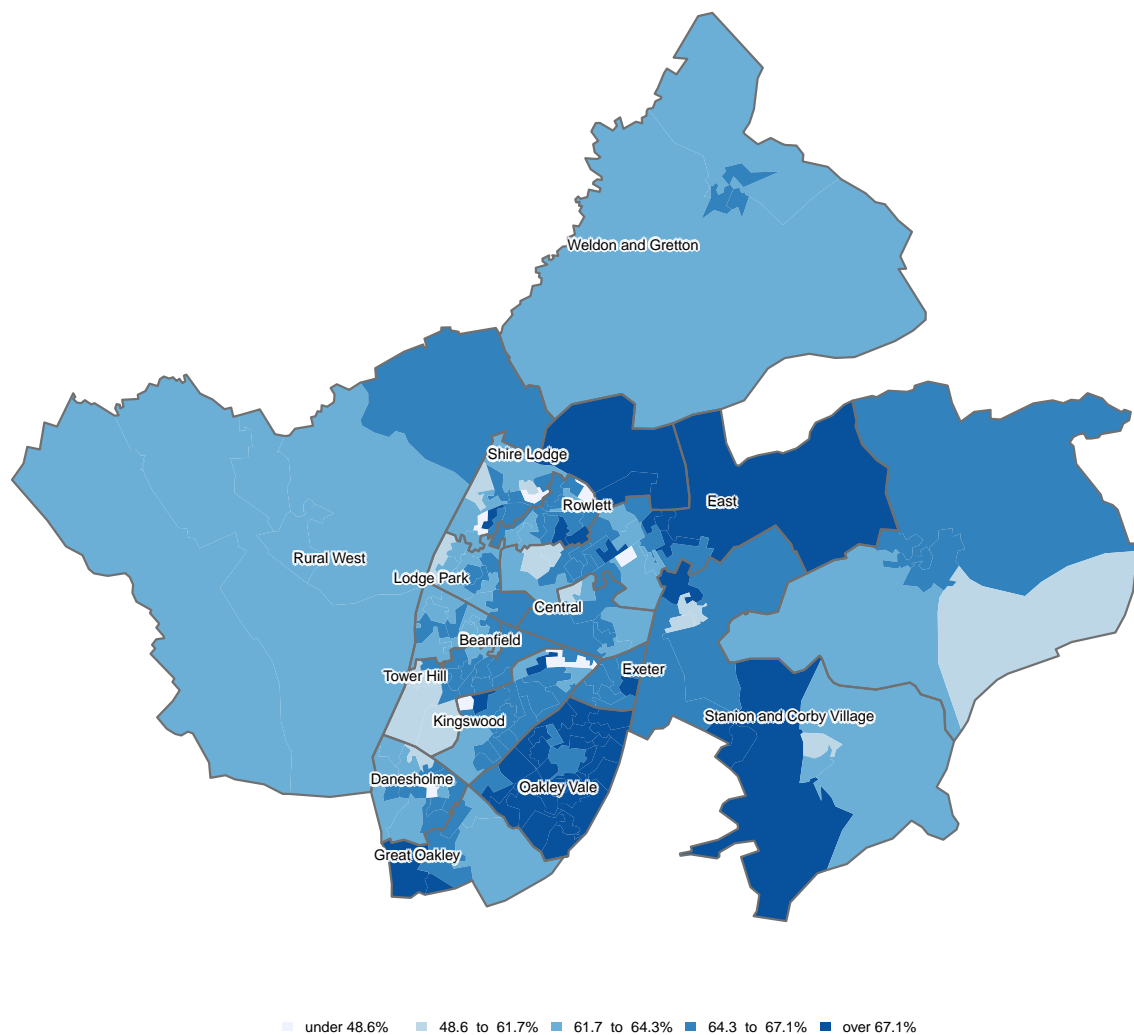 Weldon and Gretton
Shire Lodge
Rowlett
East
Rural West
Lodge Park
Central
Beanfield
Tower Hill
Exeter
Kingswood
Stanion and Corby Village
Danesholme
Oakley Vale
Great Oakley
under 48.6% 48.6 to 61.7% 61.7 to 64.3% 64.3 to 67.1% over 67.1%